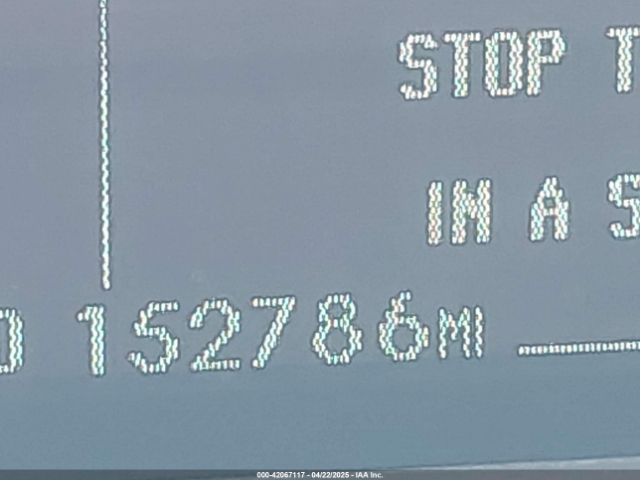 STOP T
IN A S
152786MI
000-42067117 - 04/22/2025 - IAA Inc.